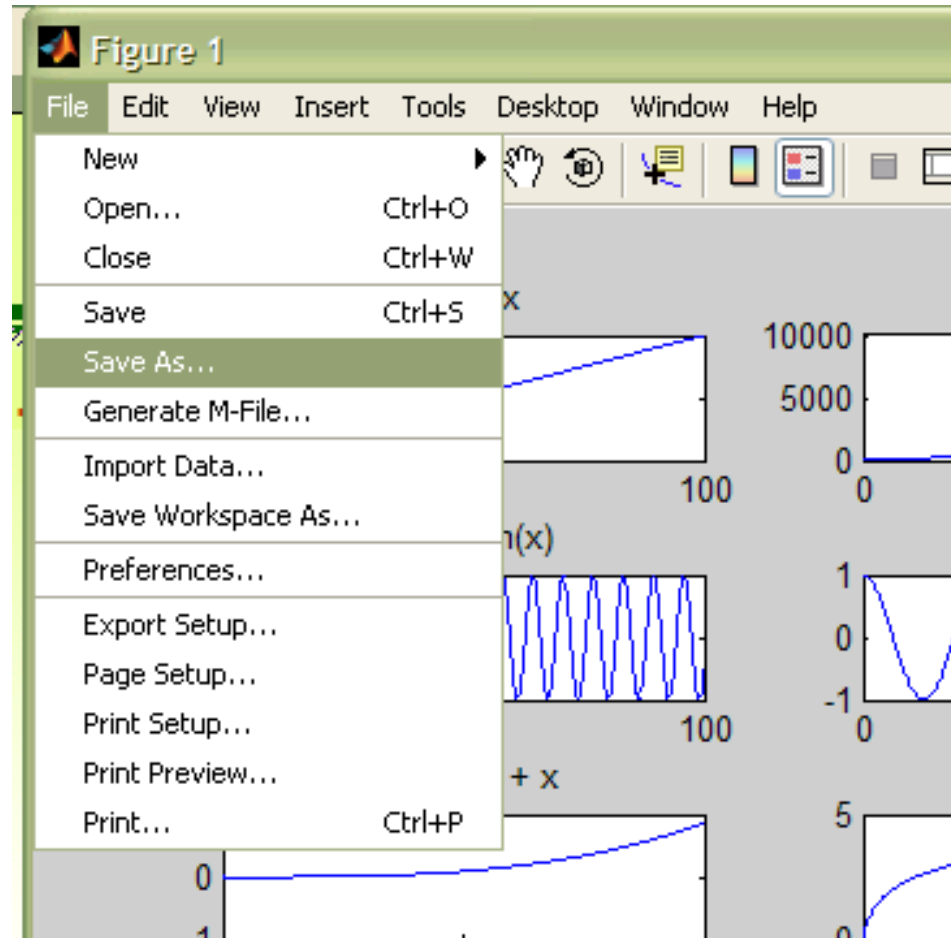 Figure 1
File Edit View Insert Tools Desktop Window Help
New
Open... Ctrl+O
Close Ctrl+W
Save Ctrl+S
Save As...
Generate M-File...
Import Data...
Save Workspace As...
Preferences...
Export Setup...
Page Setup...
Print Setup...
Print Preview...
Print... Ctrl+P
x
10000
5000
0
100 0
n(x)
1
0
-1
100 0
+ x
5
0